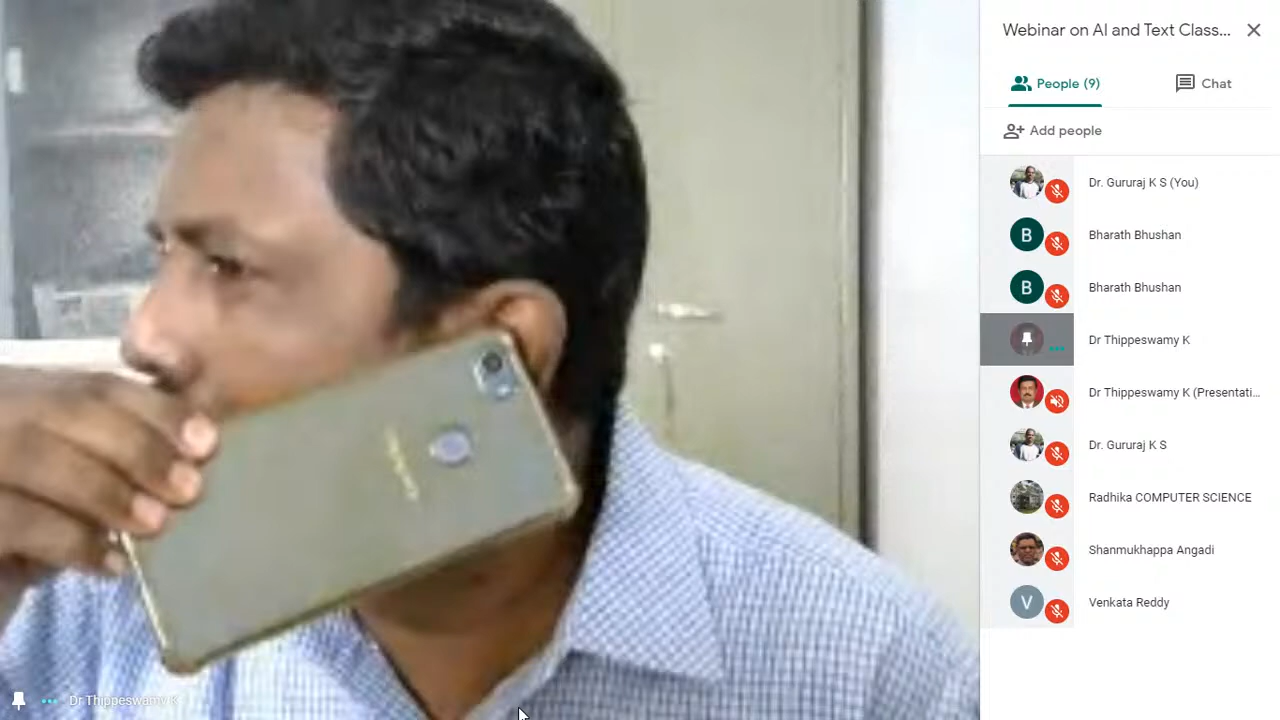 Webinar on AI and Text Class...
People (9)
Chat
Add people
Dr. Gururaj K S (You)
B
Bharath Bhushan
B
Bharath Bhushan
Dr Thippeswamy K
Dr Thippeswamy K (Presentati...
Dr. Gururaj K S
Radhika COMPUTER SCIENCE
Shanmukhappa Angadi
V
Venkata Reddy
Dr Thippeswamy K